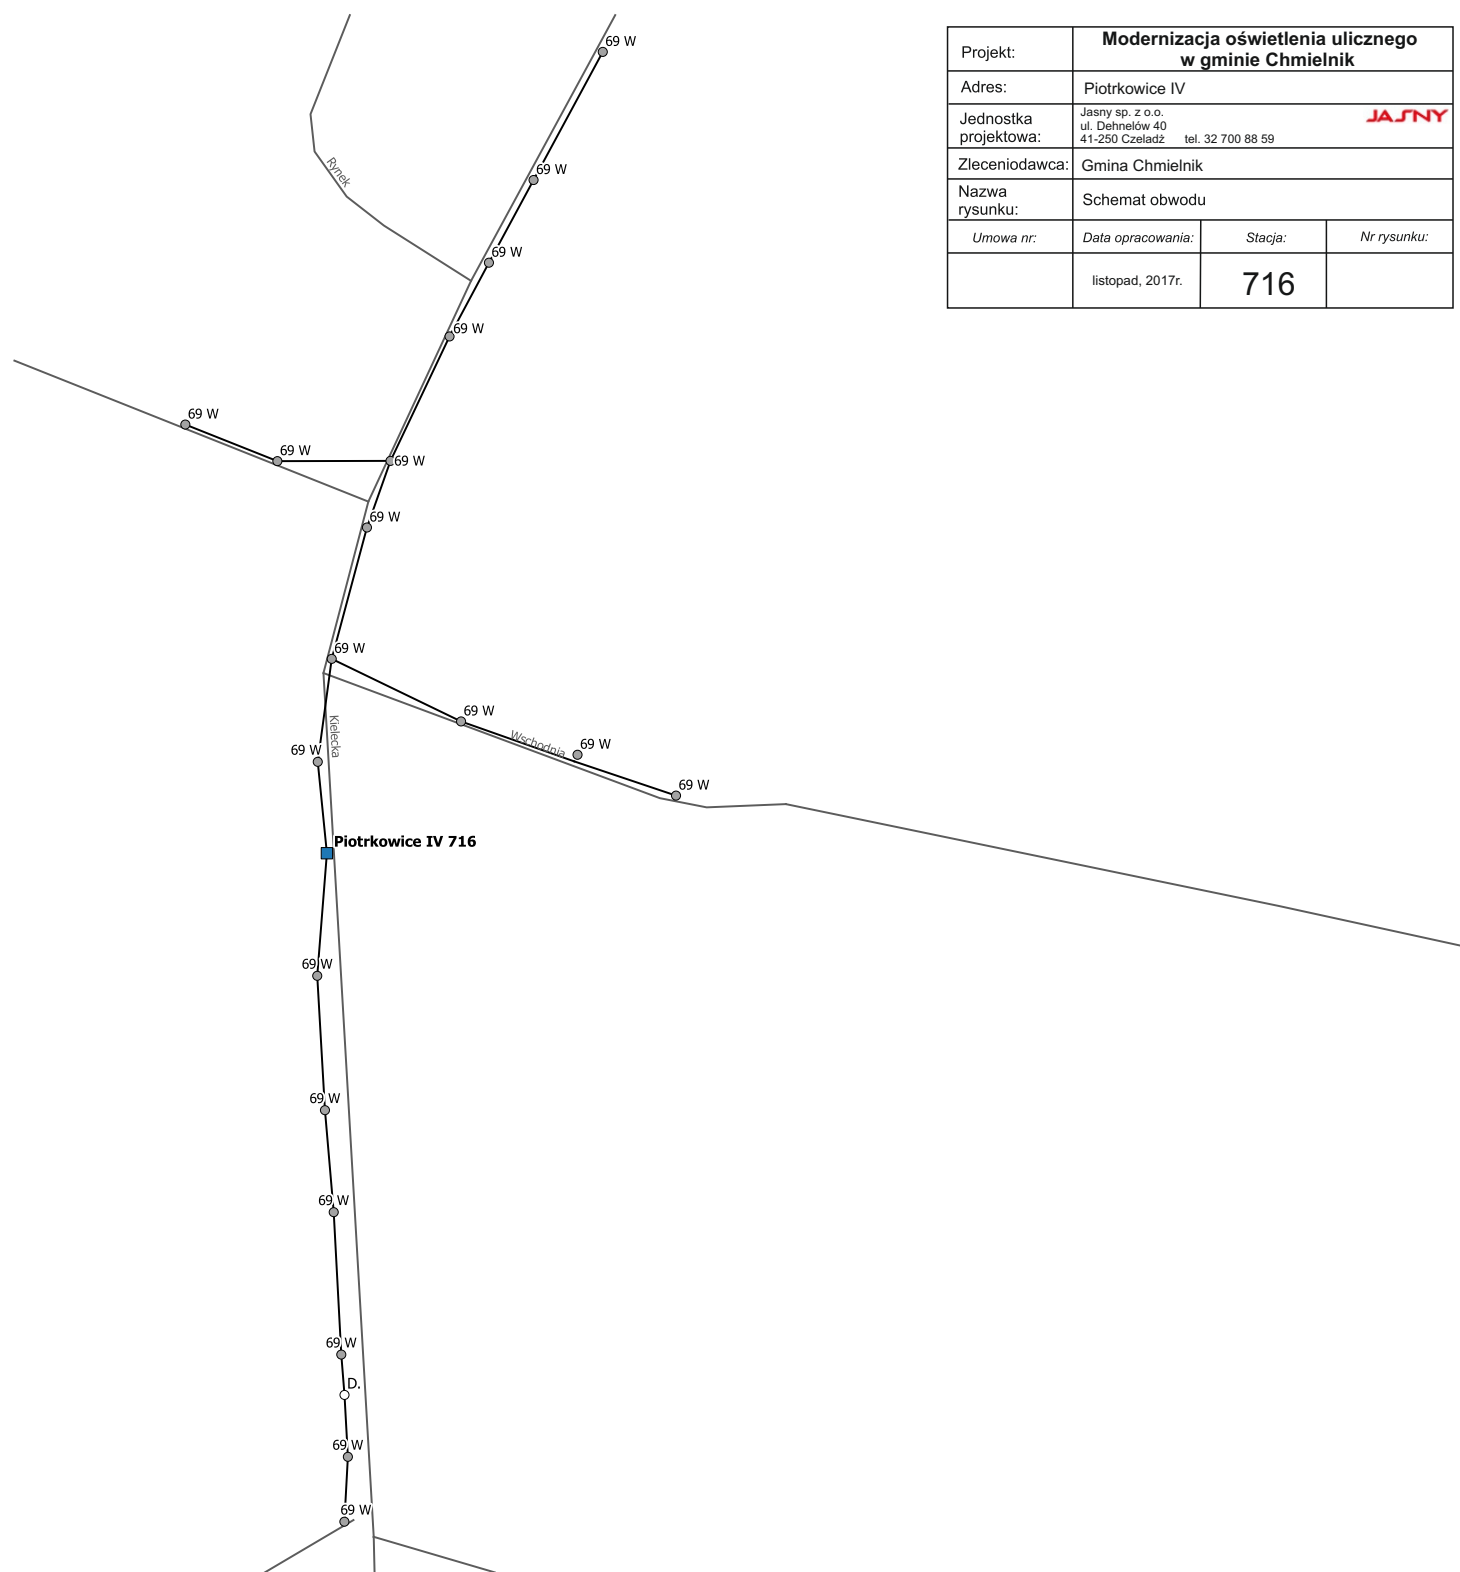 69 W
Projekt:
Modernizacja oświetlenia ulicznego
w gminie Chmielnik
Adres:
Piotrkowice IV
Jednostka
projektowa:
Jasny sp. z o.o.
ul. Dehnelów 40
41-250 Czeladż tel. 32 700 88 59
JASNY
Zleceniodawca:
Gmina Chmielnik
Nazwa
rysunku:
Schemat obwodu
Umowa nr:
Data opracowania:
Stacja:
Nr rysunku:
listopad, 2017r.
716
Rynek
69 W
69 W
69 W
69 W
69 W
69 W
69 W
69 W
69 W
Kielecka
Wschodnia
69 W
69 W
69 W
Piotrkowice IV 716
69 W
69 W
69 W
69 W
D.
69 W
69 W